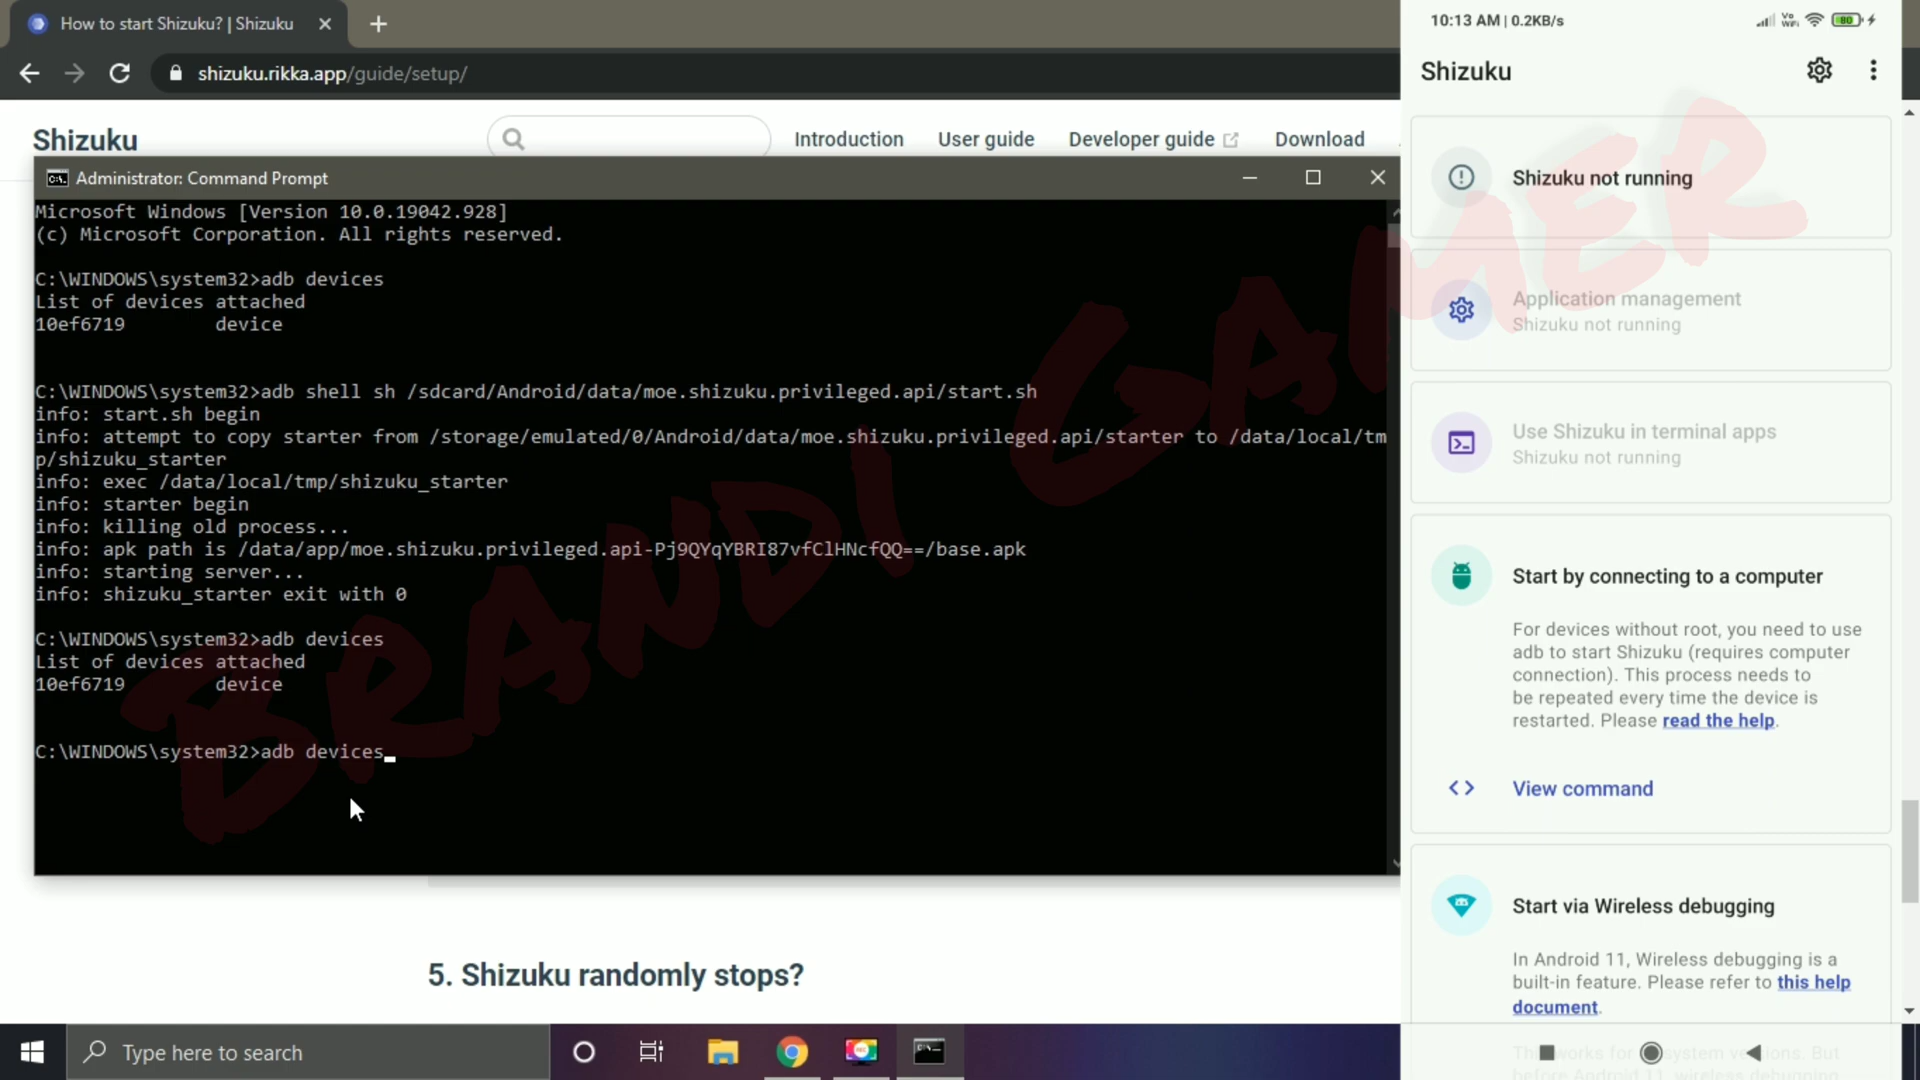 How to start Shizuku? | Shizuku
shizuku.rikka.app/guide/setup/
Shizuku
Introduction
User guide
Developer guide
Download
Administrator: Command Prompt
Microsoft Windows [Version 10.0.19042.928]
(c) Microsoft Corporation. All rights reserved.
C:\WINDOWS\system32>adb devices
List of devices attached
10ef6719 device
C:\WINDOWS\system32>adb shell sh /sdcard/Android/data/moe.shizuku.privileged.api/start.sh
info: start.sh begin
info: attempt to copy starter from /storage/emulated/0/Android/data/moe.shizuku.privileged.api/starter to /data/local/tm
p/shizuku_starter
info: exec /data/local/tmp/shizuku_starter
info: starter begin
info: killing old process...
info: apk path is /data/app/moe.shizuku.privileged.api-Pj9QYqYBRI87vfClHNcfQQ==/base.apk
info: starting server...
info: shizuku_starter exit with 0
C:\WINDOWS\system32>adb devices
List of devices attached
10ef6719 device
C:\WINDOWS\system32>adb devices_
BRANDI GAMER
5. Shizuku randomly stops?
Type here to search
10:13 AM | 0.2KB/s
Vo
WiFi
80
Shizuku
Shizuku not running
Application management
Shizuku not running
Use Shizuku in terminal apps
Shizuku not running
Start by connecting to a computer
For devices without root, you need to use
adb to start Shizuku (requires computer
connection). This process needs to
be repeated every time the device is
restarted. Please read the help.
View command
Start via Wireless debugging
In Android 11, Wireless debugging is a
built-in feature. Please refer to this help
document.